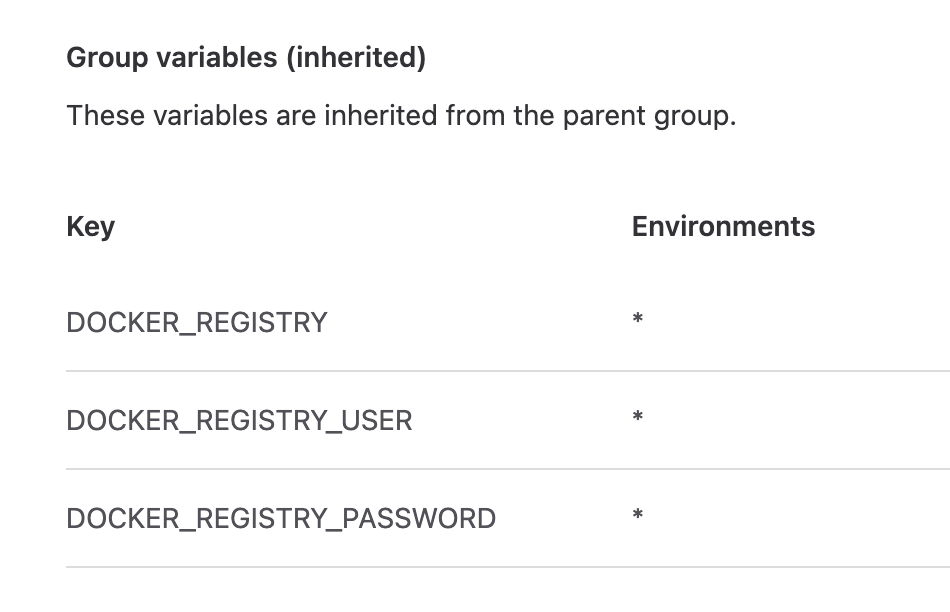 Group variables (inherited)
These variables are inherited from the parent group.
Key Environments
DOCKER_REGISTRY *
DOCKER_REGISTRY_USER *
DOCKER_REGISTRY_PASSWORD *